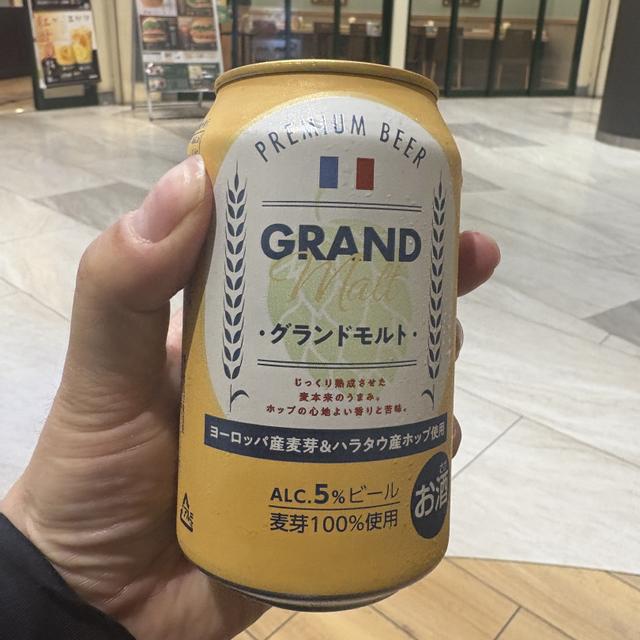 PREMIUM BEER
GRAND
Malt
・グランドモルト・
じっくり熟成させた
麦本来のうまみ。
ホップの心地よい香りと苦味。
ヨーロッパ産麦芽&ハラタウ産ホップ使用
ALC.5%ビール
麦芽100%使用
お酒
アルミ